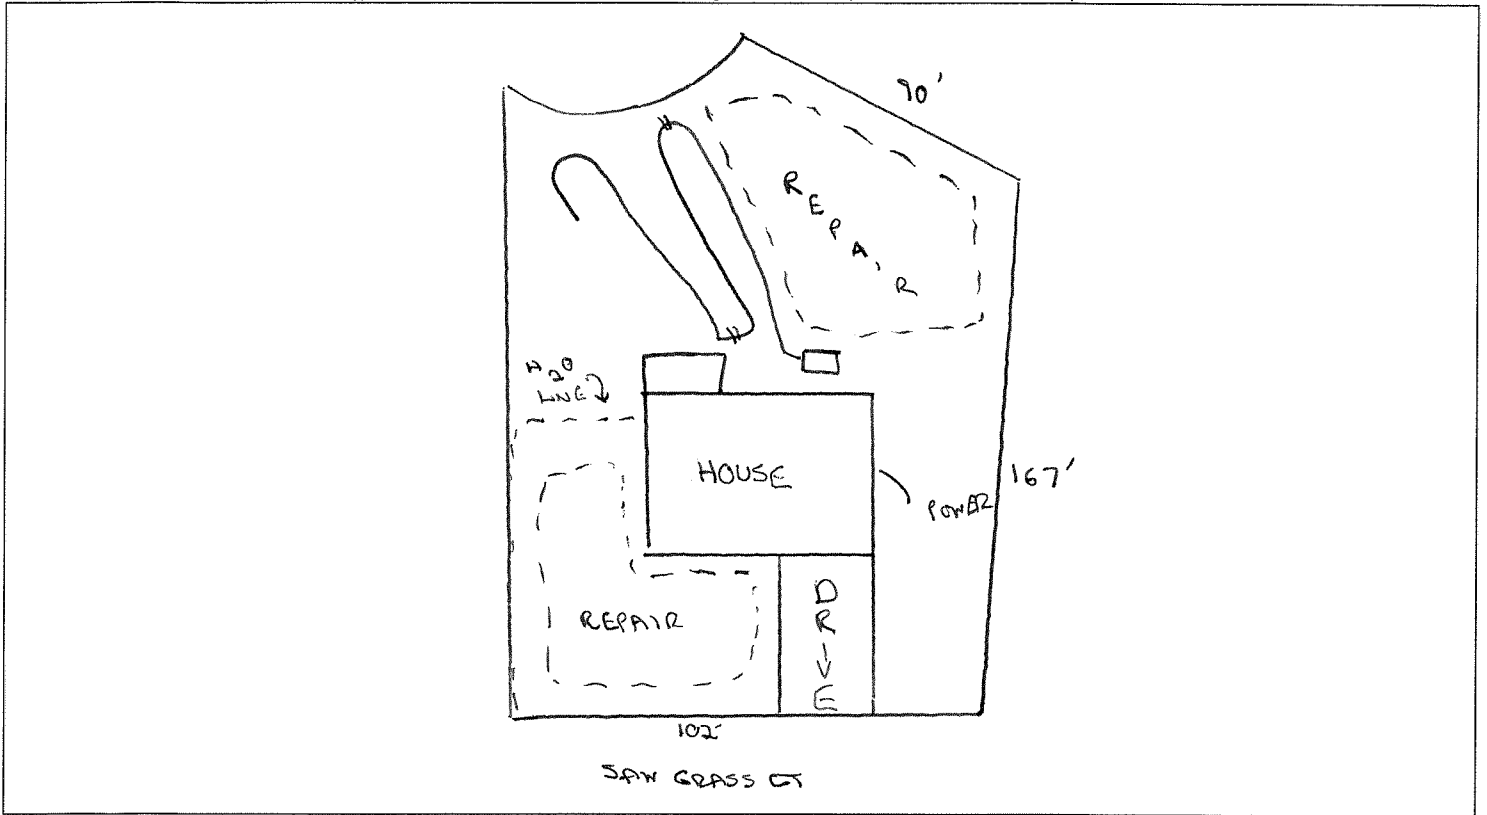 90'
REPAIR
H2O
LINE
HOUSE
167'
POWER
DRIVE
REPAIR
102'
SAW GRASS CT